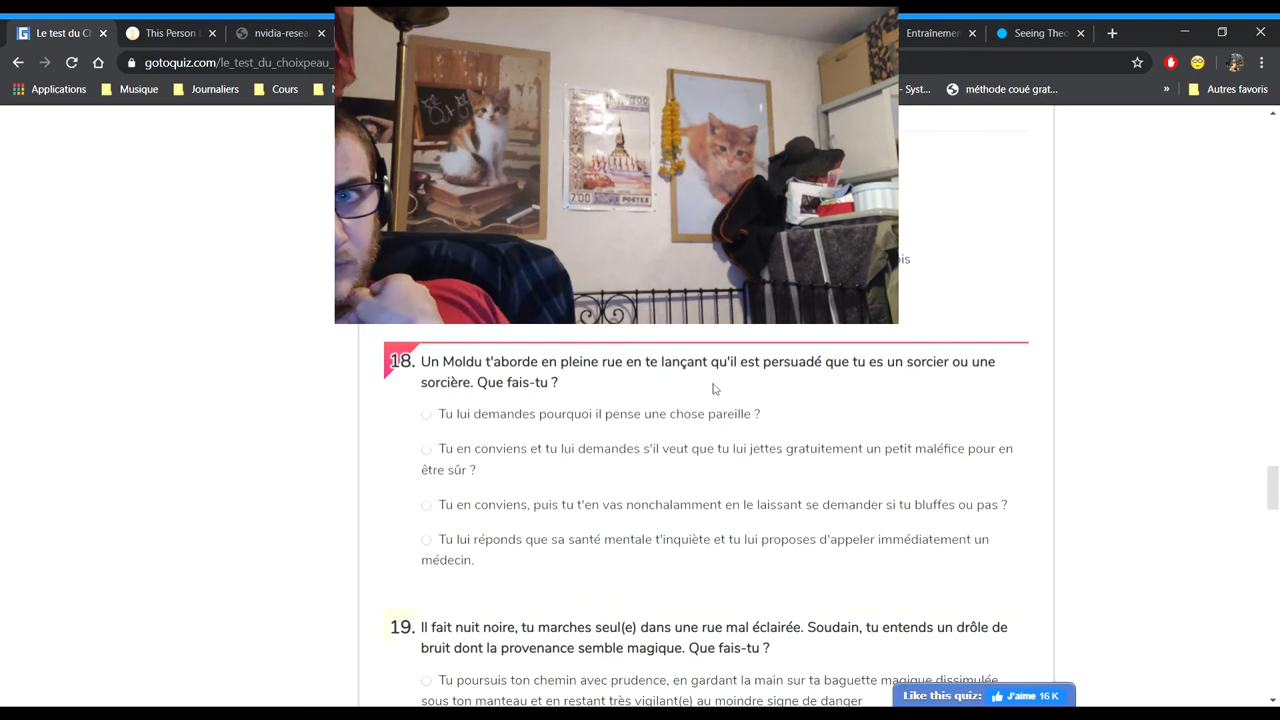 Le test du C
This Person L
nvidia-resea
Entraînemen
Seeing Theo
gotoquiz.com/le_test_du_choixpeau_
Applications
Musique
Journaliers
Cours
- Syst...
méthode coué grat...
»
Autres favoris
7'00
POSTES
ois
18. Un Moldu t'aborde en pleine rue en te lançant qu'il est persuadé que tu es un sorcier ou une
sorcière. Que fais-tu ?
Tu lui demandes pourquoi il pense une chose pareille ?
Tu en conviens et tu lui demandes s'il veut que tu lui jettes gratuitement un petit maléfice pour en
être sûr ?
Tu en conviens, puis tu t'en vas nonchalamment en le laissant se demander si tu bluffes ou pas ?
Tu lui réponds que sa santé mentale t'inquiète et tu lui proposes d'appeler immédiatement un
médecin.
19. Il fait nuit noire, tu marches seul(e) dans une rue mal éclairée. Soudain, tu entends un drôle de
bruit dont la provenance semble magique. Que fais-tu ?
Tu poursuis ton chemin avec prudence, en gardant la main sur ta baguette magique dissimulée
sous ton manteau et en restant très vigilant(e) au moindre signe de danger
Like this quiz: J'aime 16 K